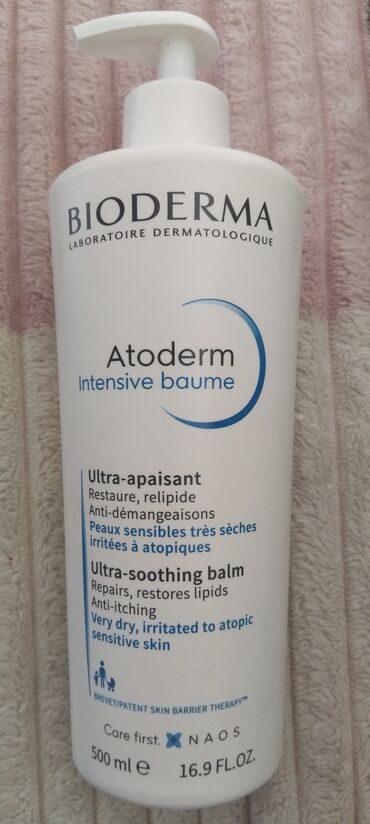 BIODERMA
LABORATOIRE DERMATOLOGIQUE
Atoderm
Intensive baume
Ultra-apaisant
Restaure, relipide
Anti-démangeaisons
Peaux sensibles très sèches
irritées à atopiques
Ultra-soothing balm
Repairs, restores lipids
Anti-itching
Very dry, irritated to atopic
sensitive skin
BREVET/PATENT SKIN BARRIER THERAPY™
Care first. NAOS
500 ml ℮ 16.9 FL.OZ.